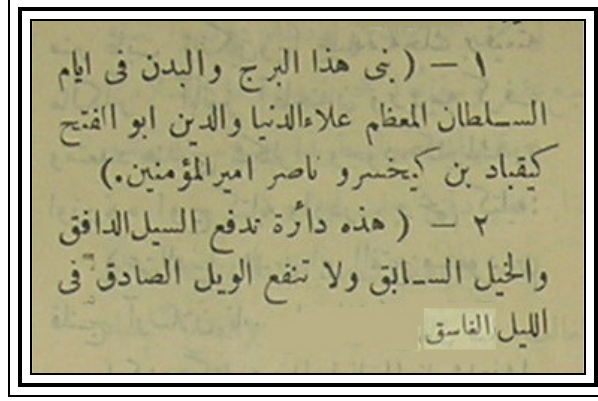 ١ — ( بنى هذا البرج والبدن فى ايام
السلطان المعظم علاءالدنيا والدين ابو الفتح
كيقباد بن كيخسرو ناصر اميرالمؤمنين.)
٢ — ( هذه دائرة تدفع السيل الدافق
والخيل السابق ولا تنفع الويل الصادق فى
الليل الفاسق